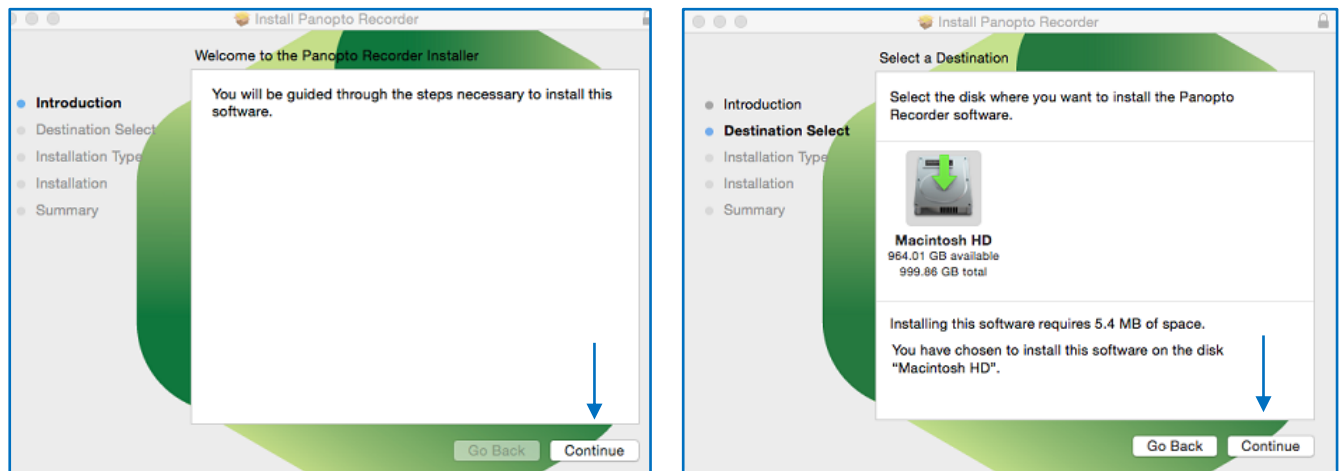 Install Panopto Recorder
Welcome to the Panopto Recorder Installer
Introduction
Destination Select
Installation Type
Installation
Summary
You will be guided through the steps necessary to install this
software.
Go Back
Continue
Install Panopto Recorder
Select a Destination
Introduction
Destination Select
Installation Type
Installation
Summary
Select the disk where you want to install the Panopto
Recorder software.
Macintosh HD
964.01 GB available
999.86 GB total
Installing this software requires 5.4 MB of space.
You have chosen to install this software on the disk
“Macintosh HD”.
Go Back
Continue